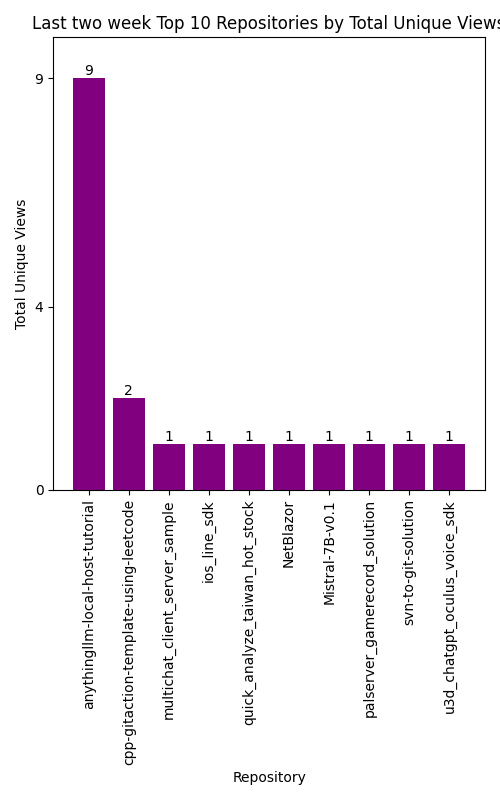 Last two week Top 10 Repositories by Total Unique Views
9
4
0
Total Unique Views
9
2
1
1
1
1
1
1
1
1
anythingllm-local-host-tutorial
cpp-gitaction-template-using-leetcode
multichat_client_server_sample
ios_line_sdk
quick_analyze_taiwan_hot_stock
NetBlazor
Mistral-7B-v0.1
palserver_gamerecord_solution
svn-to-git-solution
u3d_chatgpt_oculus_voice_sdk
Repository